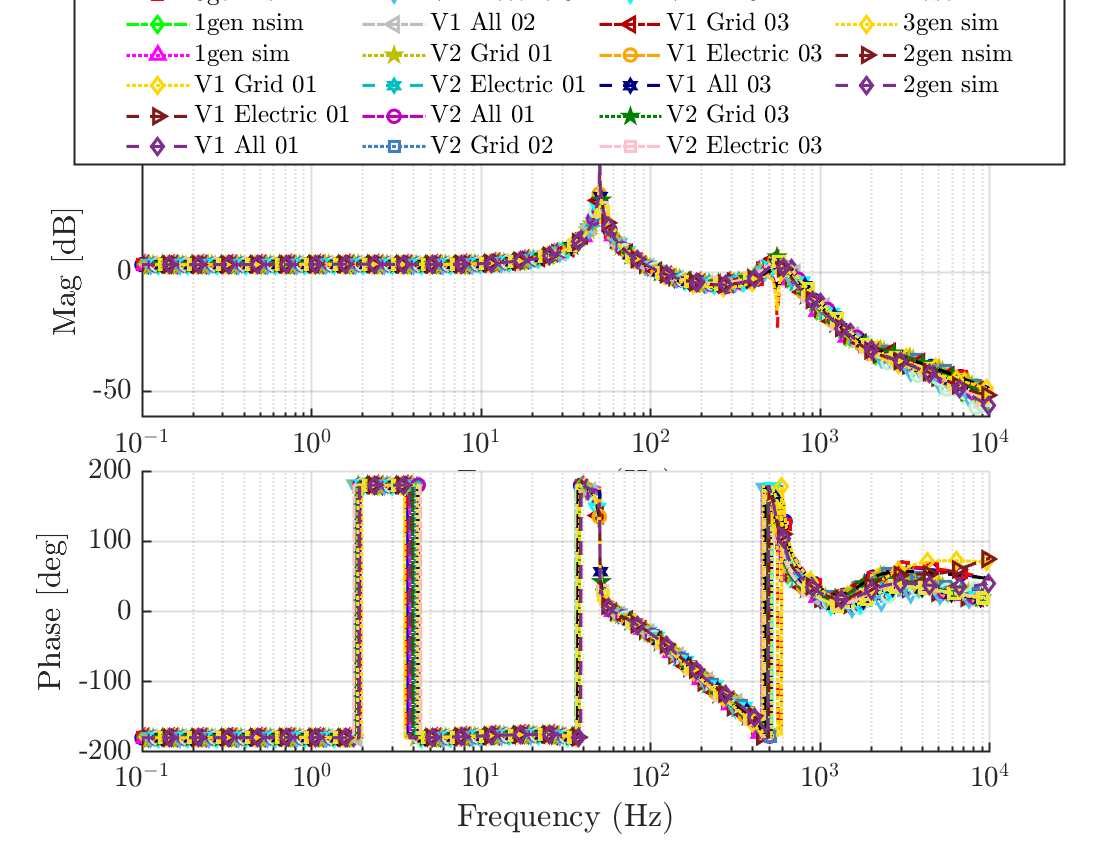 1gen nsim V1 All 02 V1 Grid 03 3gen sim
1gen sim V2 Grid 01 V1 Electric 03 2gen nsim
V1 Grid 01 V2 Electric 01 V1 All 03 2gen sim
V1 Electric 01 V2 All 01 V2 Grid 03
V1 All 01 V2 Grid 02 V2 Electric 03
Mag [dB]
0
-50
10⁻¹ 10⁰ 10¹ 10² 10³ 10⁴
200
100
0
-100
-200
Phase [deg]
10⁻¹ 10⁰ 10¹ 10² 10³ 10⁴
Frequency (Hz)